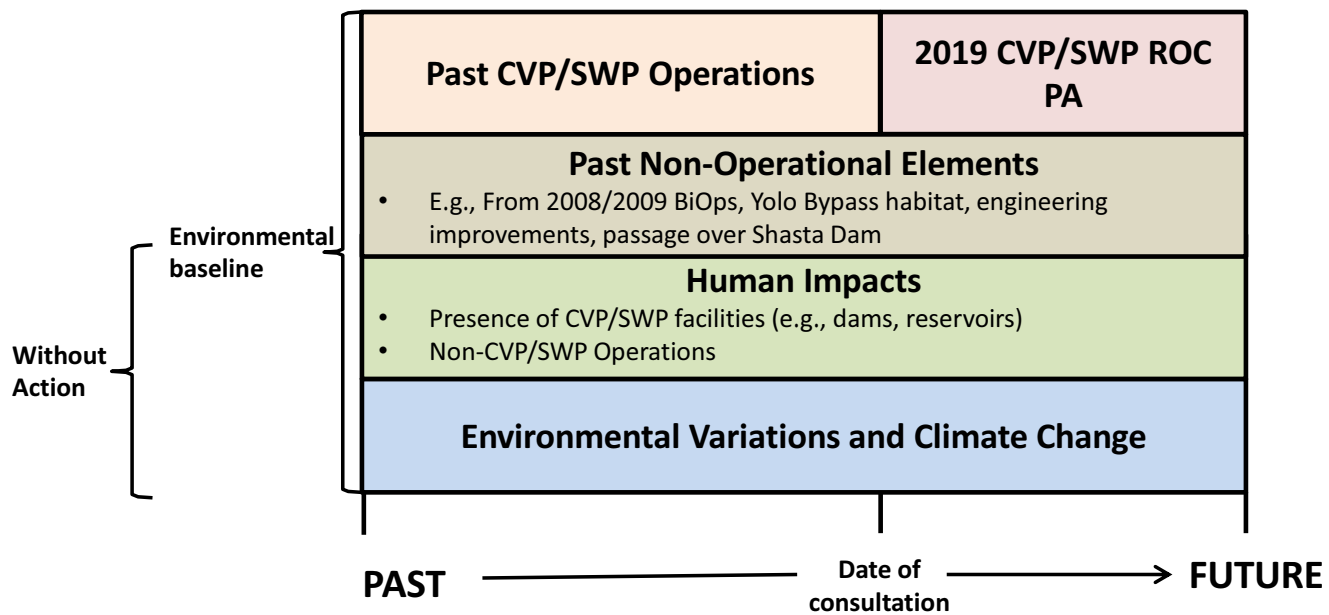 Past CVP/SWP Operations
2019 CVP/SWP ROC
PA
Past Non-Operational Elements
• E.g., From 2008/2009 BiOps, Yolo Bypass habitat, engineering
improvements, passage over Shasta Dam
Environmental
baseline
Human Impacts
• Presence of CVP/SWP facilities (e.g., dams, reservoirs)
• Non-CVP/SWP Operations
Without
Action
Environmental Variations and Climate Change
PAST
Date of
consultation
FUTURE